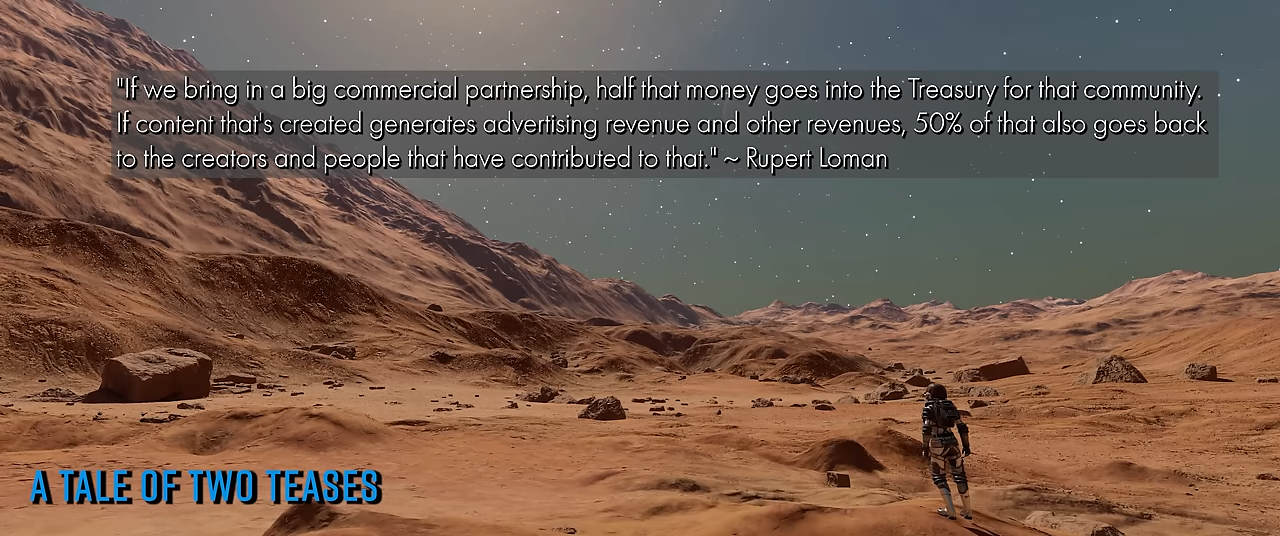 "If we bring in a big commercial partnership, half that money goes into the Treasury for that community.
If content that's created generates advertising revenue and other revenues, 50% of that also goes back
to the creators and people that have contributed to that." ~ Rupert Loman
A TALE OF TWO TEASES